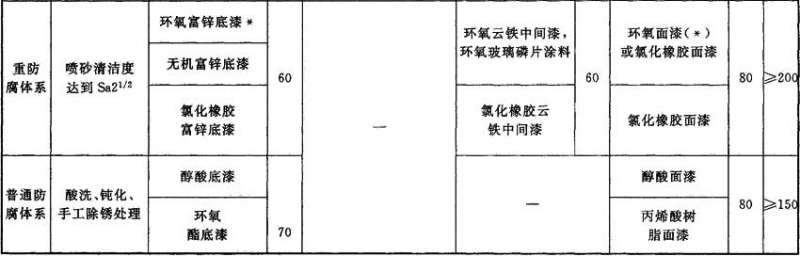 重防
腐体系
喷砂清洁度
达到 Sa2 1/2
环氧富锌底漆 *
无机富锌底漆
氯化橡胶
富锌底漆
60
—
环氧云铁中间漆，
环氧玻璃磷片涂料
氯化橡胶云
铁中间漆
60
环氧面漆（*）
或氯化橡胶面漆
氯化橡胶面漆
80
≥200
普通防
腐体系
酸洗、钝化、
手工除锈处理
醇酸底漆
环氧
酯底漆
70
—
醇酸面漆
丙烯酸树
脂面漆
80
≥150